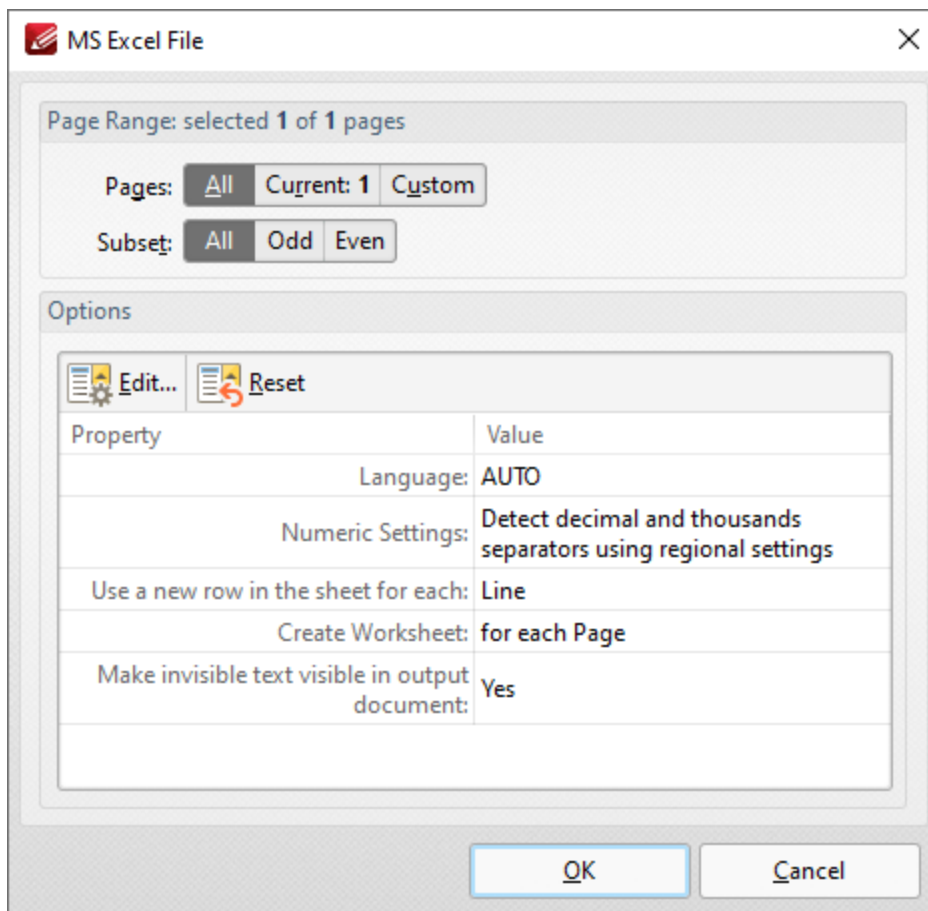 MS Excel File
Page Range: selected 1 of 1 pages
Pages: All Current: 1 Custom
Subset: All Odd Even
Options
Edit... Reset
Property Value
Language: AUTO
Numeric Settings: Detect decimal and thousands
separators using regional settings
Use a new row in the sheet for each: Line
Create Worksheet: for each Page
Make invisible text visible in output
document: Yes
OK Cancel